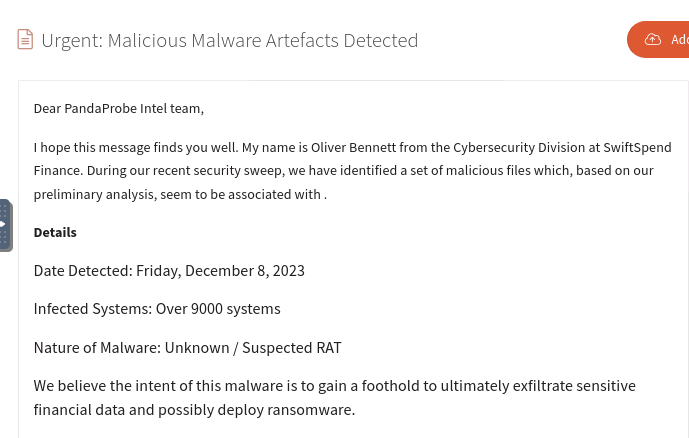 Urgent: Malicious Malware Artefacts Detected
Dear PandaProbe Intel team,
I hope this message finds you well. My name is Oliver Bennett from the Cybersecurity Division at SwiftSpend
Finance. During our recent security sweep, we have identified a set of malicious files which, based on our
preliminary analysis, seem to be associated with .
Details
Date Detected: Friday, December 8, 2023
Infected Systems: Over 9000 systems
Nature of Malware: Unknown / Suspected RAT
We believe the intent of this malware is to gain a foothold to ultimately exfiltrate sensitive
financial data and possibly deploy ransomware.